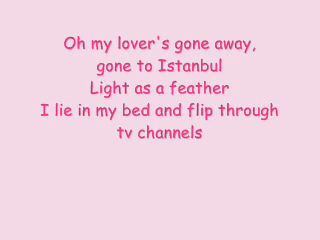 Oh my lover's gone away,
gone to Istanbul
Light as a feather
I lie in my bed and flip through
tv channels